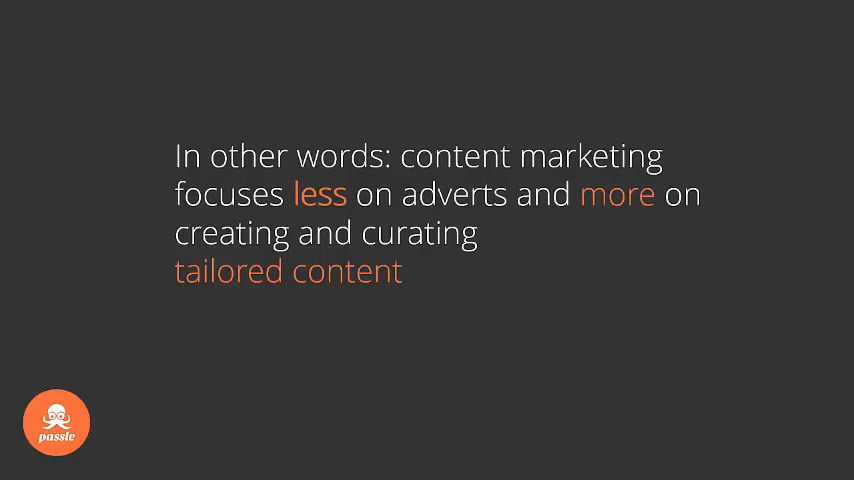 In other words: content marketing
focuses less on adverts and more on
creating and curating
tailored content
passle